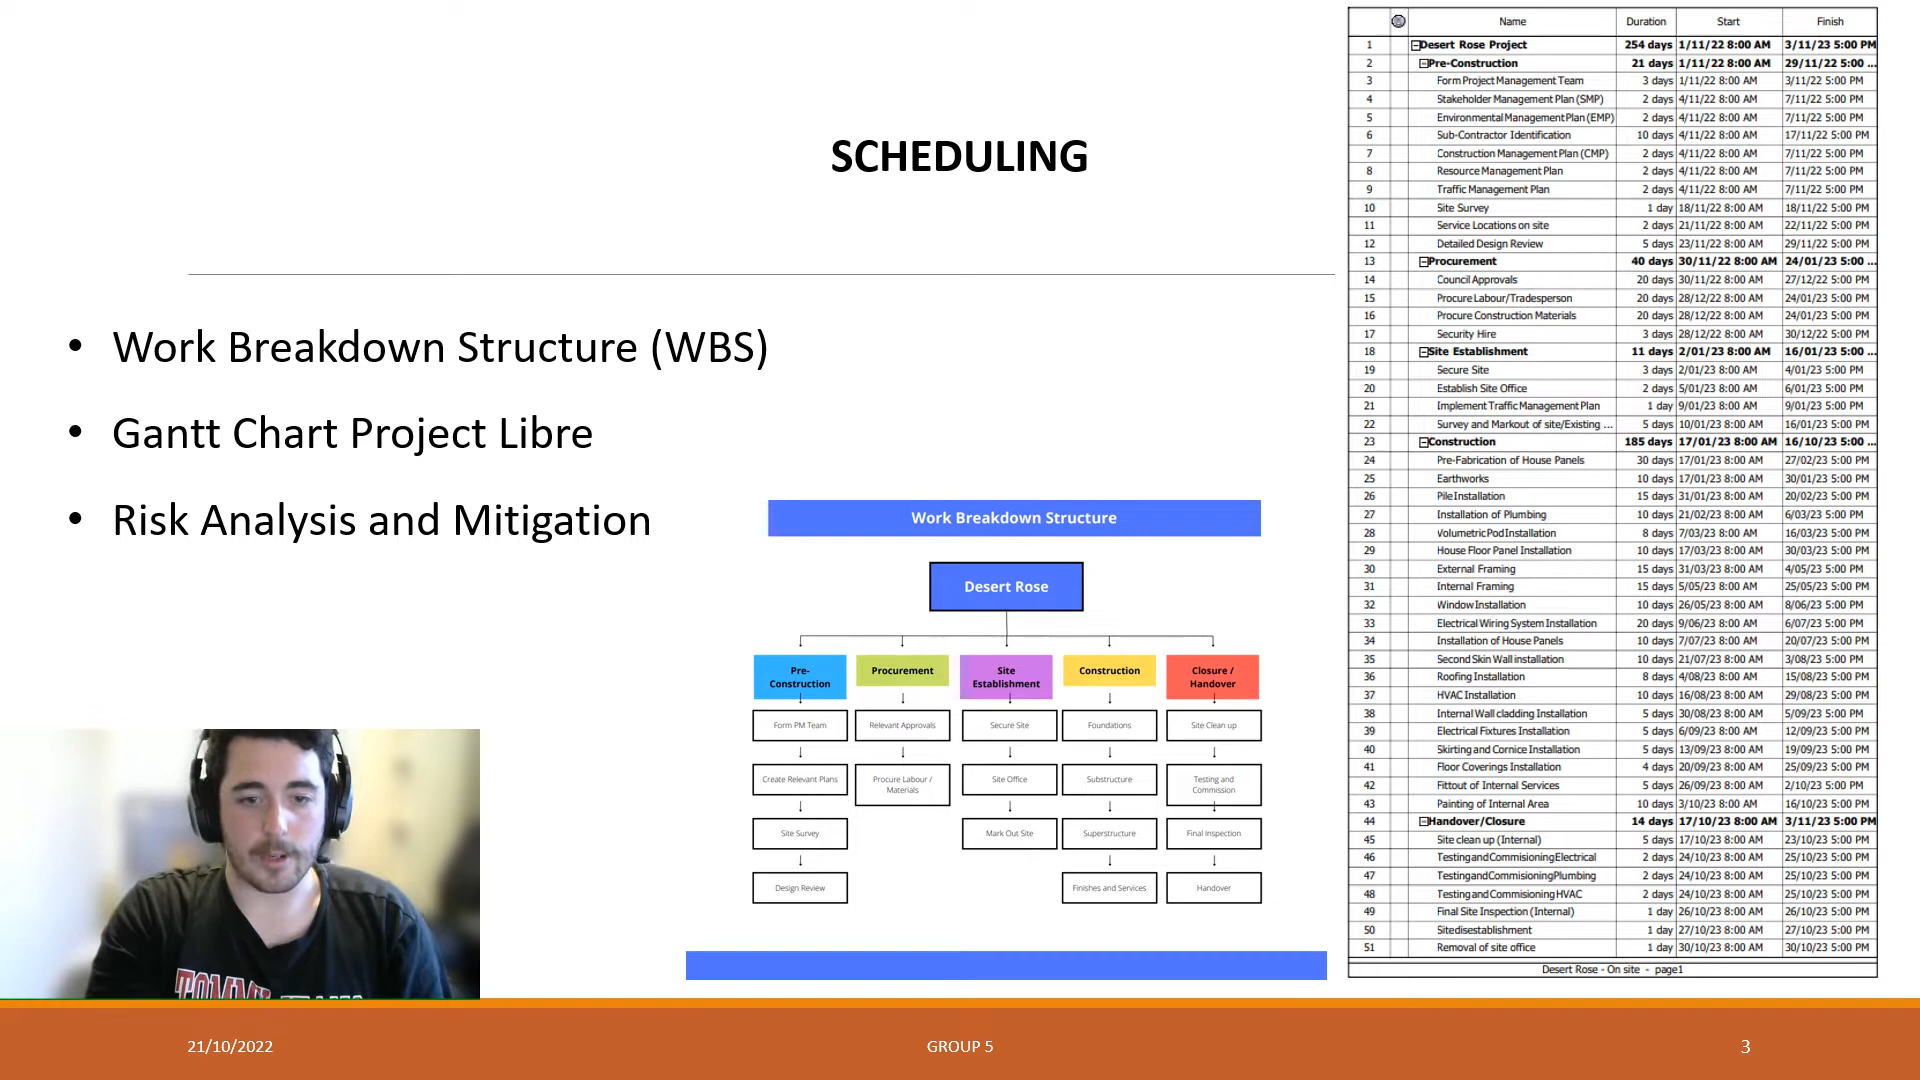 SCHEDULING
• Work Breakdown Structure (WBS)
• Gantt Chart Project Libre
• Risk Analysis and Mitigation
Work Breakdown Structure
Desert Rose
Pre-
Construction
Procurement
Site
Establishment
Construction
Closure /
Handover
Form PM Team
Relevant Approvals
Secure Site
Foundations
Site Clean up
Create Relevant Plans
Procure Labour /
Materials
Site Office
Substructure
Testing and
Commission
Site Survey
Mark Out Site
Superstructure
Final Inspection
Design Review
Finishes and Services
Handover
Name Duration Start Finish
1 Desert Rose Project 254 days 1/11/22 8:00 AM 3/11/23 5:00 PM
2 Pre-Construction 21 days 1/11/22 8:00 AM 29/11/22 5:00 ...
3 Form Project Management Team 3 days 1/11/22 8:00 AM 3/11/22 5:00 PM
4 Stakeholder Management Plan (SMP) 2 days 4/11/22 8:00 AM 7/11/22 5:00 PM
5 Environmental Management Plan (EMP) 2 days 4/11/22 8:00 AM 7/11/22 5:00 PM
6 Sub-Contractor Identification 10 days 4/11/22 8:00 AM 17/11/22 5:00 PM
7 Construction Management Plan (CMP) 2 days 4/11/22 8:00 AM 7/11/22 5:00 PM
8 Resource Management Plan 2 days 4/11/22 8:00 AM 7/11/22 5:00 PM
9 Traffic Management Plan 2 days 4/11/22 8:00 AM 7/11/22 5:00 PM
10 Site Survey 1 day 18/11/22 8:00 AM 18/11/22 5:00 PM
11 Service Locations on site 2 days 21/11/22 8:00 AM 22/11/22 5:00 PM
12 Detailed Design Review 5 days 23/11/22 8:00 AM 29/11/22 5:00 PM
13 Procurement 40 days 30/11/22 8:00 AM 24/01/23 5:00 ...
14 Council Approvals 20 days 30/11/22 8:00 AM 27/12/22 5:00 PM
15 Procure Labour/Tradesperson 20 days 28/12/22 8:00 AM 24/01/23 5:00 PM
16 Procure Construction Materials 20 days 28/12/22 8:00 AM 24/01/23 5:00 PM
17 Security Hire 3 days 28/12/22 8:00 AM 30/12/22 5:00 PM
18 Site Establishment 11 days 2/01/23 8:00 AM 16/01/23 5:00 ...
19 Secure Site 3 days 2/01/23 8:00 AM 4/01/23 5:00 PM
20 Establish Site Office 2 days 5/01/23 8:00 AM 6/01/23 5:00 PM
21 Implement Traffic Management Plan 1 day 9/01/23 8:00 AM 9/01/23 5:00 PM
22 Survey and Markout of site/Existing ... 5 days 10/01/23 8:00 AM 16/01/23 5:00 PM
23 Construction 185 days 17/01/23 8:00 AM 16/10/23 5:00 ...
24 Pre-Fabrication of House Panels 30 days 17/01/23 8:00 AM 27/02/23 5:00 PM
25 Earthworks 10 days 17/01/23 8:00 AM 30/01/23 5:00 PM
26 Pile Installation 15 days 31/01/23 8:00 AM 20/02/23 5:00 PM
27 Installation of Plumbing 10 days 21/02/23 8:00 AM 6/03/23 5:00 PM
28 Volumetric Pod Installation 8 days 7/03/23 8:00 AM 16/03/23 5:00 PM
29 House Floor Panel Installation 10 days 17/03/23 8:00 AM 30/03/23 5:00 PM
30 External Framing 15 days 31/03/23 8:00 AM 4/05/23 5:00 PM
31 Internal Framing 15 days 5/05/23 8:00 AM 25/05/23 5:00 PM
32 Window Installation 10 days 26/05/23 8:00 AM 8/06/23 5:00 PM
33 Electrical Wiring System Installation 20 days 9/06/23 8:00 AM 6/07/23 5:00 PM
34 Installation of House Panels 10 days 7/07/23 8:00 AM 20/07/23 5:00 PM
35 Second Skin Wall installation 10 days 21/07/23 8:00 AM 3/08/23 5:00 PM
36 Roofing Installation 8 days 4/08/23 8:00 AM 15/08/23 5:00 PM
37 HVAC Installation 10 days 16/08/23 8:00 AM 29/08/23 5:00 PM
38 Internal Wall cladding Installation 5 days 30/08/23 8:00 AM 5/09/23 5:00 PM
39 Electrical Fixtures Installation 5 days 6/09/23 8:00 AM 12/09/23 5:00 PM
40 Skirting and Cornice Installation 5 days 13/09/23 8:00 AM 19/09/23 5:00 PM
41 Floor Coverings Installation 4 days 20/09/23 8:00 AM 25/09/23 5:00 PM
42 Fittout of Internal Services 5 days 26/09/23 8:00 AM 2/10/23 5:00 PM
43 Painting of Internal Area 10 days 3/10/23 8:00 AM 16/10/23 5:00 PM
44 Handover/Closure 14 days 17/10/23 8:00 AM 3/11/23 5:00 PM
45 Site clean up (Internal) 5 days 17/10/23 8:00 AM 23/10/23 5:00 PM
46 Testing and Commisioning Electrical 2 days 24/10/23 8:00 AM 25/10/23 5:00 PM
47 Testing and Commisioning Plumbing 2 days 24/10/23 8:00 AM 25/10/23 5:00 PM
48 Testing and Commisioning HVAC 2 days 24/10/23 8:00 AM 25/10/23 5:00 PM
49 Final Site Inspection (Internal) 1 day 26/10/23 8:00 AM 26/10/23 5:00 PM
50 Site disestablishment 1 day 27/10/23 8:00 AM 27/10/23 5:00 PM
51 Removal of site office 1 day 30/10/23 8:00 AM 30/10/23 5:00 PM
Desert Rose - On site - page1
TOMMY
21/10/2022
GROUP 5
3